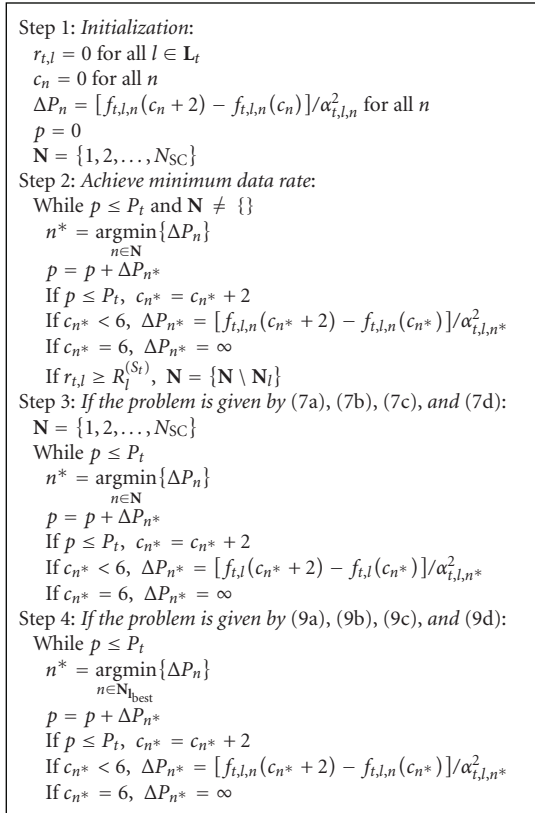 Step 1: Initialization:
r_{t,l} = 0 for all l ∈ L_t
c_n = 0 for all n
ΔP_n = [f_{t,l,n}(c_n + 2) − f_{t,l,n}(c_n)]/α²_{t,l,n} for all n
p = 0
N = {1, 2, . . . , N_SC}
Step 2: Achieve minimum data rate:
While p ≤ P_t and N ≠ {}
n* = argmin{ΔP_n}
n∈N
p = p + ΔP_{n*}
If p ≤ P_t, c_{n*} = c_{n*} + 2
If c_{n*} < 6, ΔP_{n*} = [f_{t,l,n}(c_{n*} + 2) − f_{t,l,n}(c_{n*})]/α²_{t,l,n*}
If c_{n*} = 6, ΔP_{n*} = ∞
If r_{t,l} ≥ R_l^{(S_t)}, N = {N \ N_l}
Step 3: If the problem is given by (7a), (7b), (7c), and (7d):
N = {1, 2, . . . , N_SC}
While p ≤ P_t
n* = argmin{ΔP_n}
n∈N
p = p + ΔP_{n*}
If p ≤ P_t, c_{n*} = c_{n*} + 2
If c_{n*} < 6, ΔP_{n*} = [f_{t,l}(c_{n*} + 2) − f_{t,l}(c_{n*})]/α²_{t,l,n*}
If c_{n*} = 6, ΔP_{n*} = ∞
Step 4: If the problem is given by (9a), (9b), (9c), and (9d):
While p ≤ P_t
n* = argmin{ΔP_n}
n∈N_{l_best}
p = p + ΔP_{n*}
If p ≤ P_t, c_{n*} = c_{n*} + 2
If c_{n*} < 6, ΔP_{n*} = [f_{t,l,n}(c_{n*} + 2) − f_{t,l,n}(c_{n*})]/α²_{t,l,n*}
If c_{n*} = 6, ΔP_{n*} = ∞